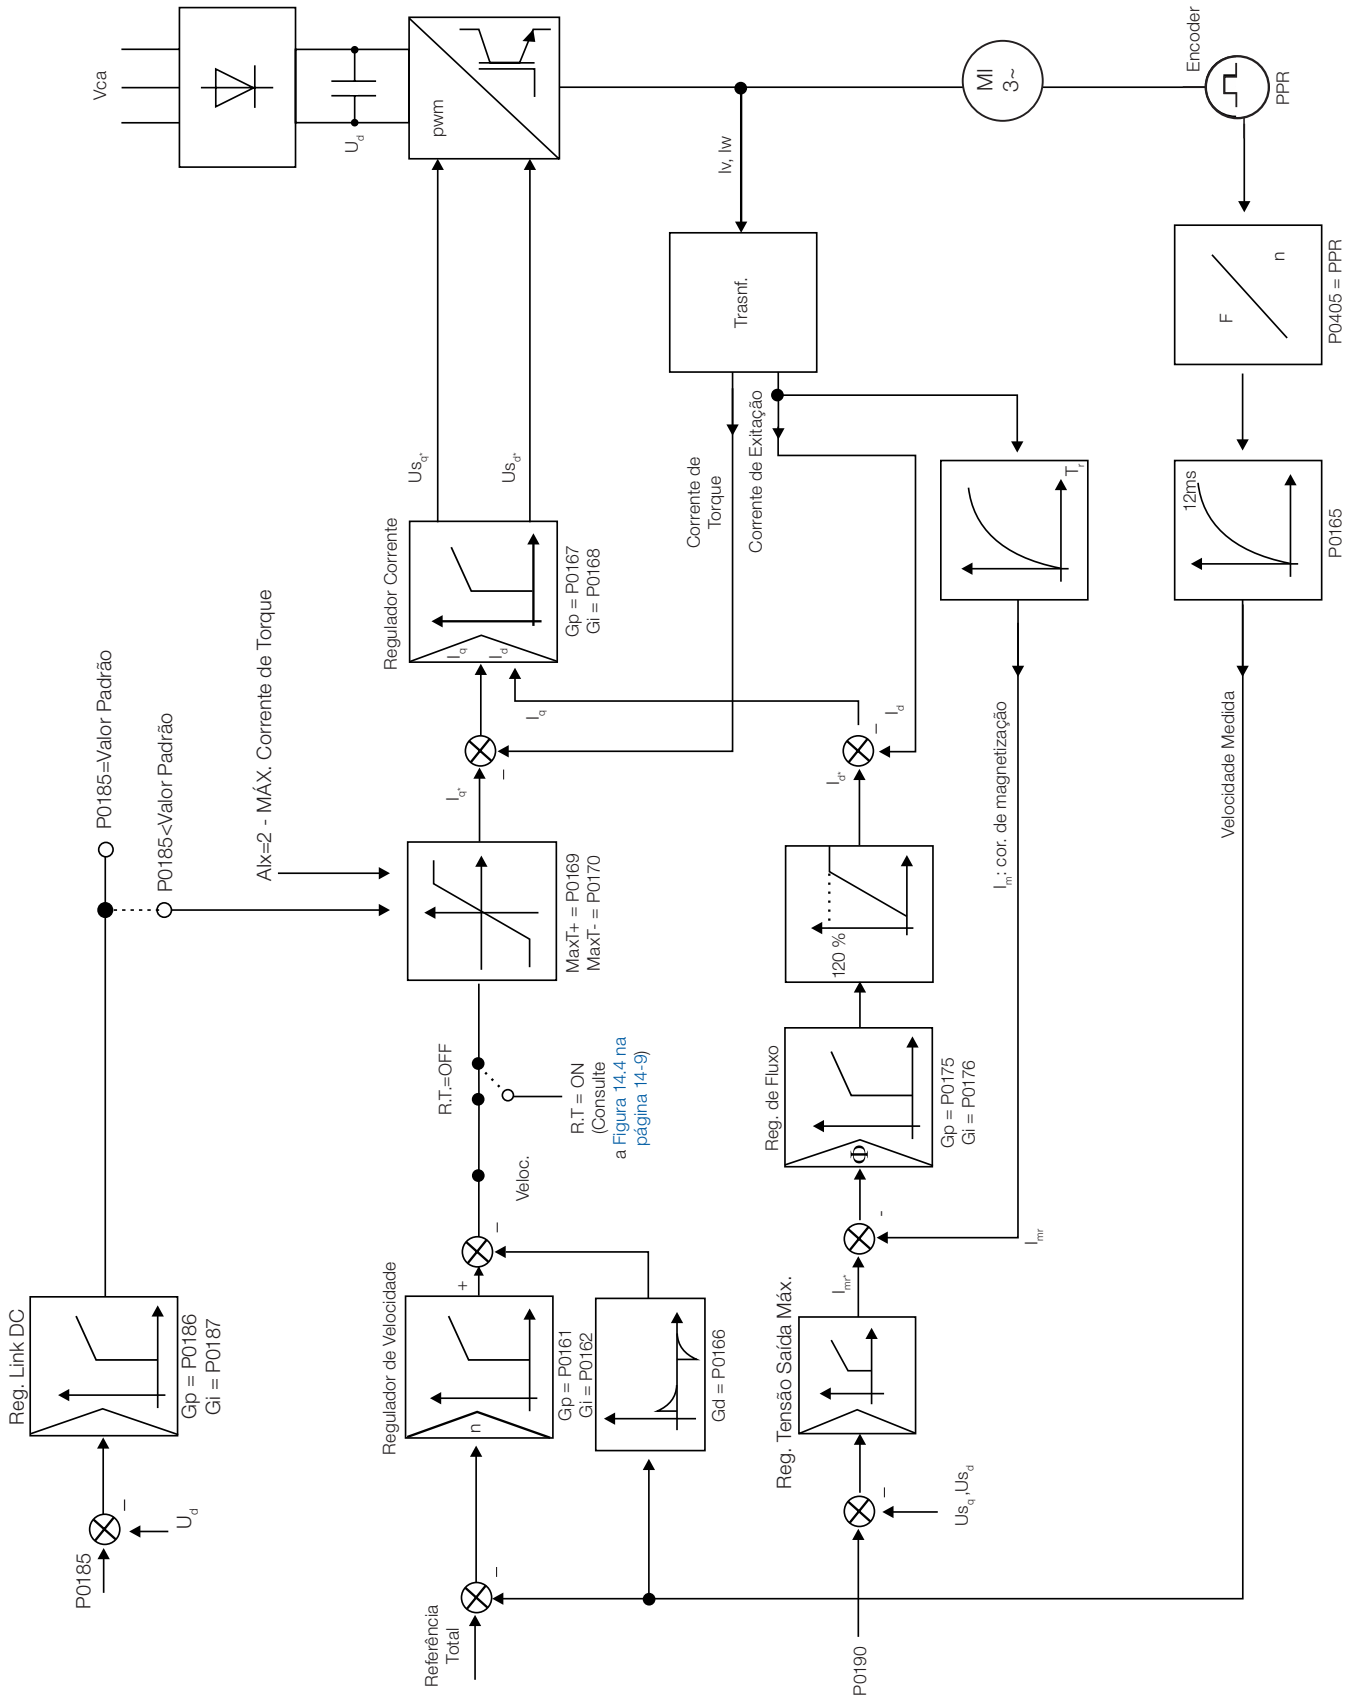 Reg. Link DC
P0185
–
U_d
Gp = P0186
Gi = P0187
P0185=Valor Padrão
P0185<Valor Padrão
AIx=2 - MÁX. Corrente de Torque
Vca
U_d
pwm
Referência
Total
-
Regulador de Velocidade
n
Gp = P0161
Gi = P0162
+
–
Gd = P0166
Veloc.
R.T.=OFF
R.T = ON
(Consulte
a Figura 14.4 na
página 14-9)
MaxT+ = P0169
MaxT- = P0170
I_q*
–
I_q
Regulador Corrente
I_q
I_d
Gp = P0167
Gi = P0168
Us_q*
Us_d*
Iv, Iw
Trasnf.
Corrente de
Torque
Corrente de Exitação
MI
3~
Encoder
PPR
P0190
–
Us_q ,Us_d
Reg. Tensão Saída Máx.
I_mr*
-
I_mr
Reg. de Fluxo
Φ
Gp = P0175
Gi = P0176
120 %
I_d*
–
I_d
I_m: cor. de magnetização
T_r
Velocidade Medida
12ms
P0165
F
n
P0405 = PPR